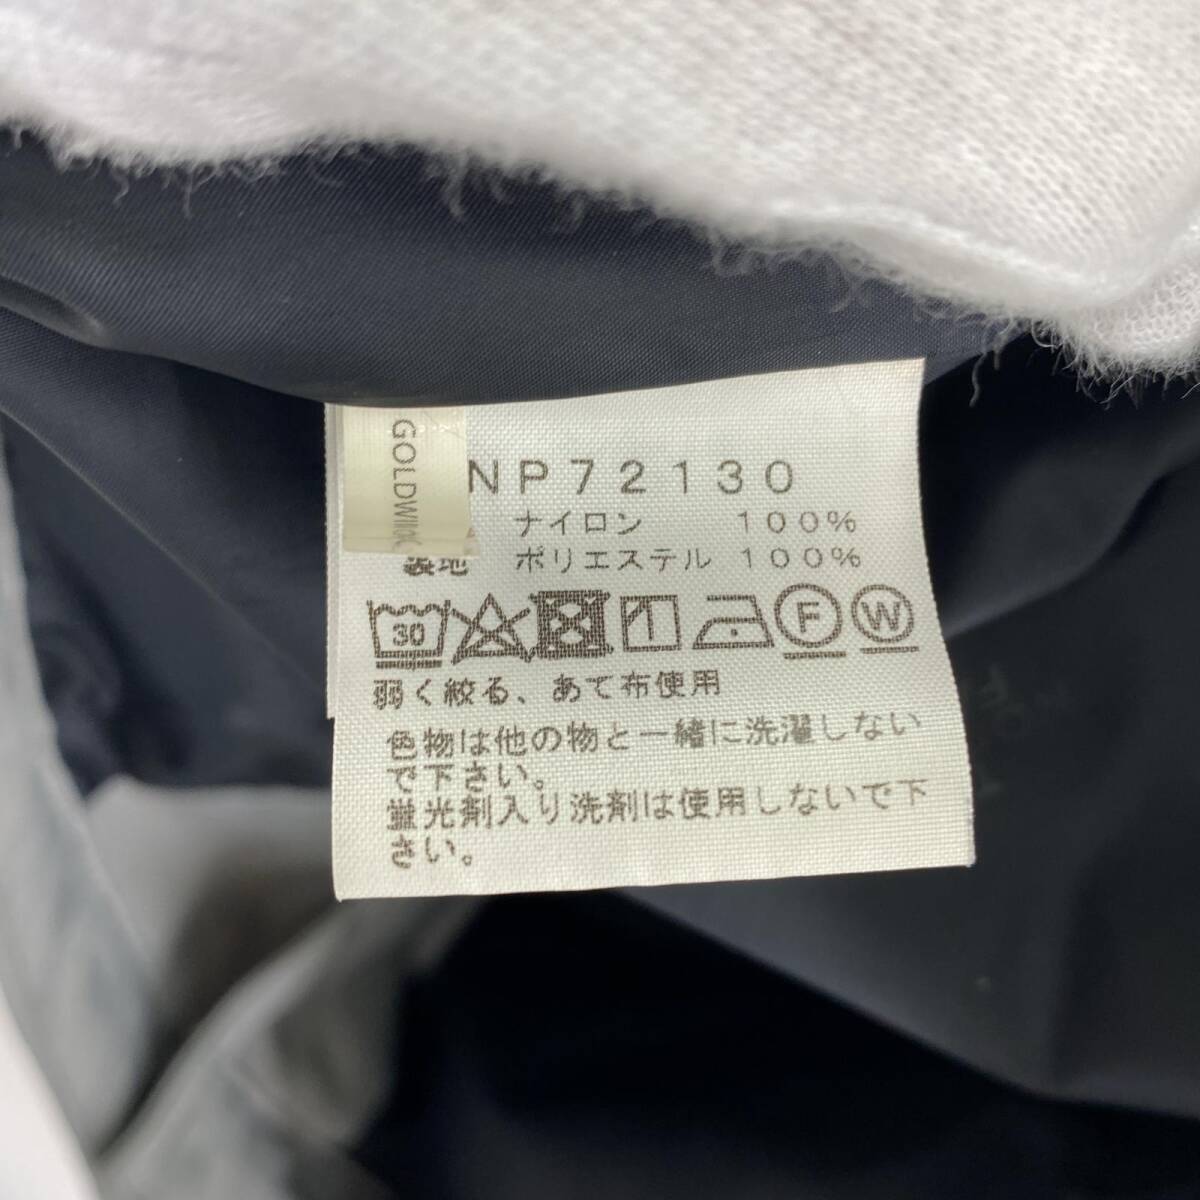 GOLDWIN
NP72130
ナイロン 100%
裏地 ポリエステル 100%
30 F W
弱く絞る、あて布使用
色物は他の物と一緒に洗濯しない
で下さい。
蛍光剤入り洗剤は使用しないで下
さい。